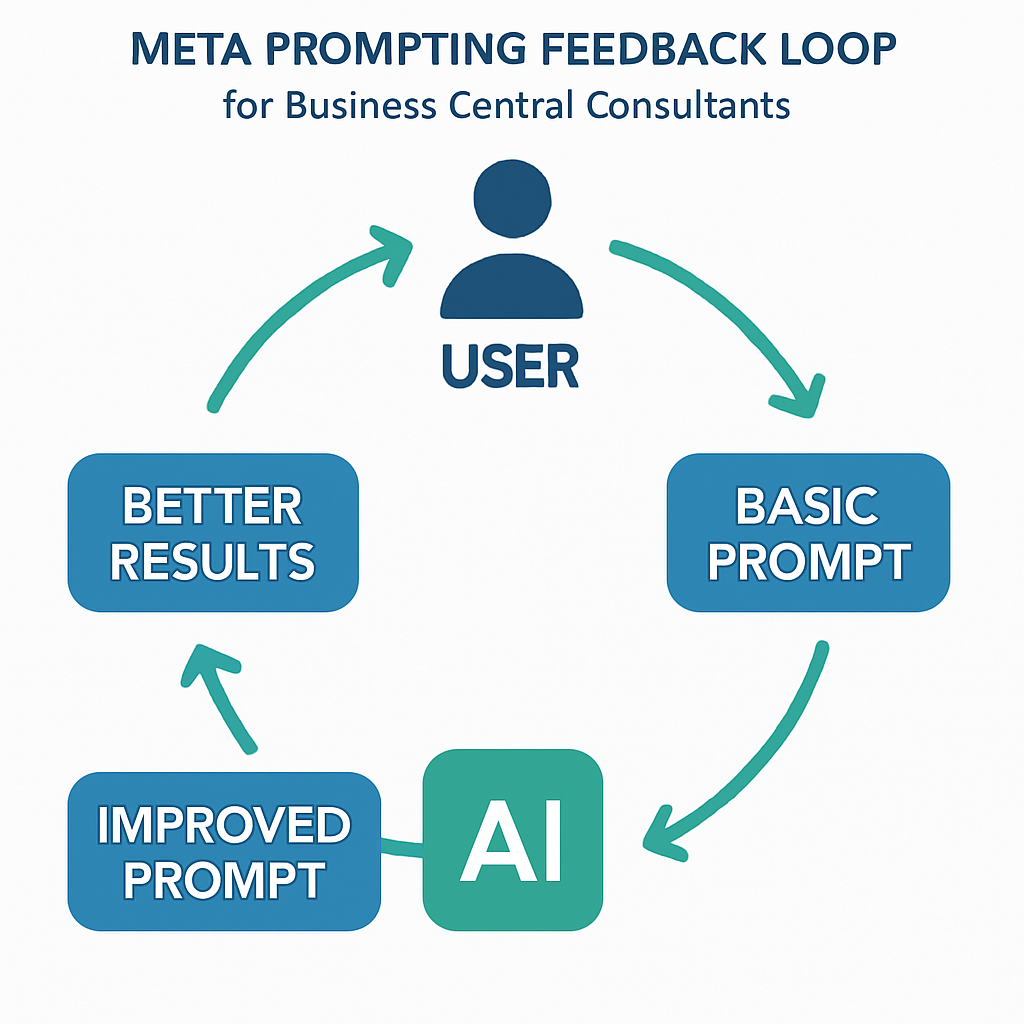 META PROMPTING FEEDBACK LOOP
for Business Central Consultants
USER
BETTER
RESULTS
BASIC
PROMPT
IMPROVED
PROMPT
AI